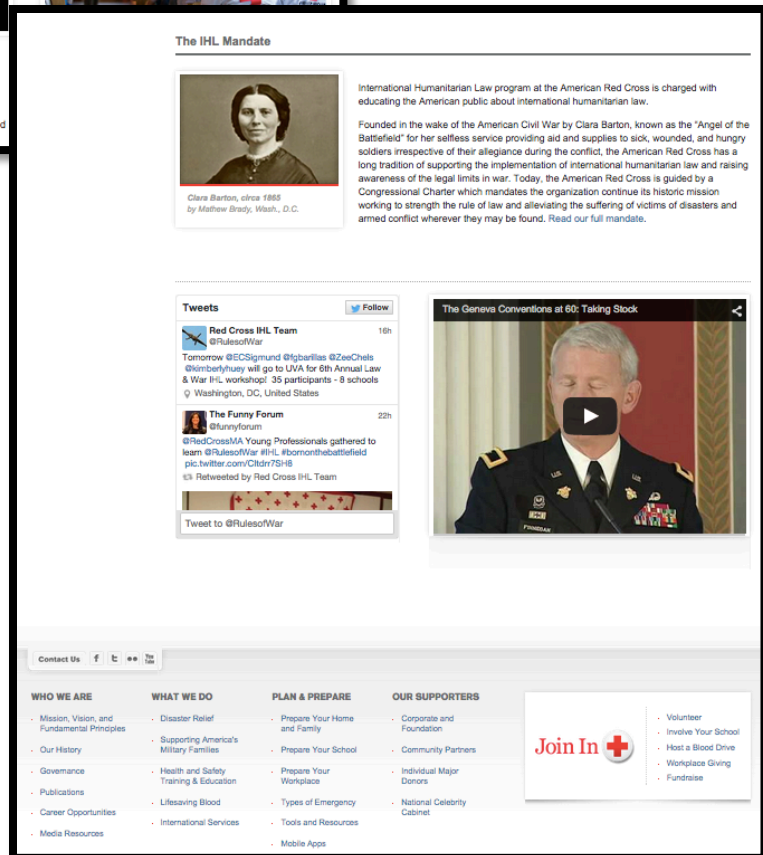 The IHL Mandate
International Humanitarian Law program at the American Red Cross is charged with
educating the American public about international humanitarian law.
Founded in the wake of the American Civil War by Clara Barton, known as the "Angel of the
Battlefield" for her selfless service providing aid and supplies to sick, wounded, and hungry
soldiers irrespective of their allegiance during the conflict, the American Red Cross has a
long tradition of supporting the implementation of international humanitarian law and raising
awareness of the legal limits in war. Today, the American Red Cross is guided by a
Congressional Charter which mandates the organization continue its historic mission
working to strength the rule of law and alleviating the suffering of victims of disasters and
armed conflict wherever they may be found. Read our full mandate.
Clara Barton, circa 1865
by Mathew Brady, Wash., D.C.
Tweets
Follow
Red Cross IHL Team 16h
@RulesofWar
Tomorrow @ECSigmund @fgbarillas @ZeeChels
@kimberlyhuey will go to UVA for 6th Annual Law
& War IHL workshop! 35 participants - 8 schools
Washington, DC, United States
The Funny Forum 22h
@funnyforum
@RedCrossMA Young Professionals gathered to
learn @RulesofWar #IHL #bornonthebattlefield
pic.twitter.com/Cltdrr7SH8
Retweeted by Red Cross IHL Team
Tweet to @RulesofWar
The Geneva Conventions at 60: Taking Stock
FINNEGAN
Contact Us
You
Tube
WHO WE ARE
Mission, Vision, and
Fundamental Principles
Our History
Governance
Publications
Career Opportunities
Media Resources
WHAT WE DO
Disaster Relief
Supporting America's
Military Families
Health and Safety
Training & Education
Lifesaving Blood
International Services
PLAN & PREPARE
Prepare Your Home
and Family
Prepare Your School
Prepare Your
Workplace
Types of Emergency
Tools and Resources
Mobile Apps
OUR SUPPORTERS
Corporate and
Foundation
Community Partners
Individual Major
Donors
National Celebrity
Cabinet
Join In
Volunteer
Involve Your School
Host a Blood Drive
Workplace Giving
Fundraise